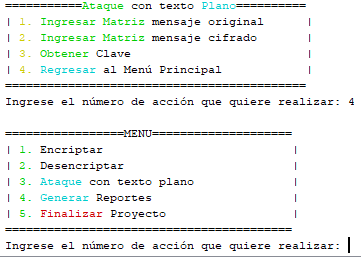 ============Ataque con texto Plano===========
| 1. Ingresar Matriz mensaje original |
| 2. Ingresar Matriz mensaje cifrado |
| 3. Obtener Clave |
| 4. Regresar al Menú Principal |
===========================================
Ingrese el número de acción que quiere realizar: 4
=================MENU====================
| 1. Encriptar |
| 2. Desencriptar |
| 3. Ataque con texto plano |
| 4. Generar Reportes |
| 5. Finalizar Proyecto |
=========================================
Ingrese el número de acción que quiere realizar: